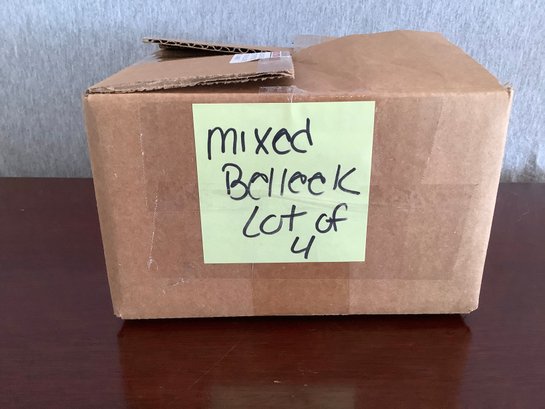 mixed
Belleek
Lot of
4